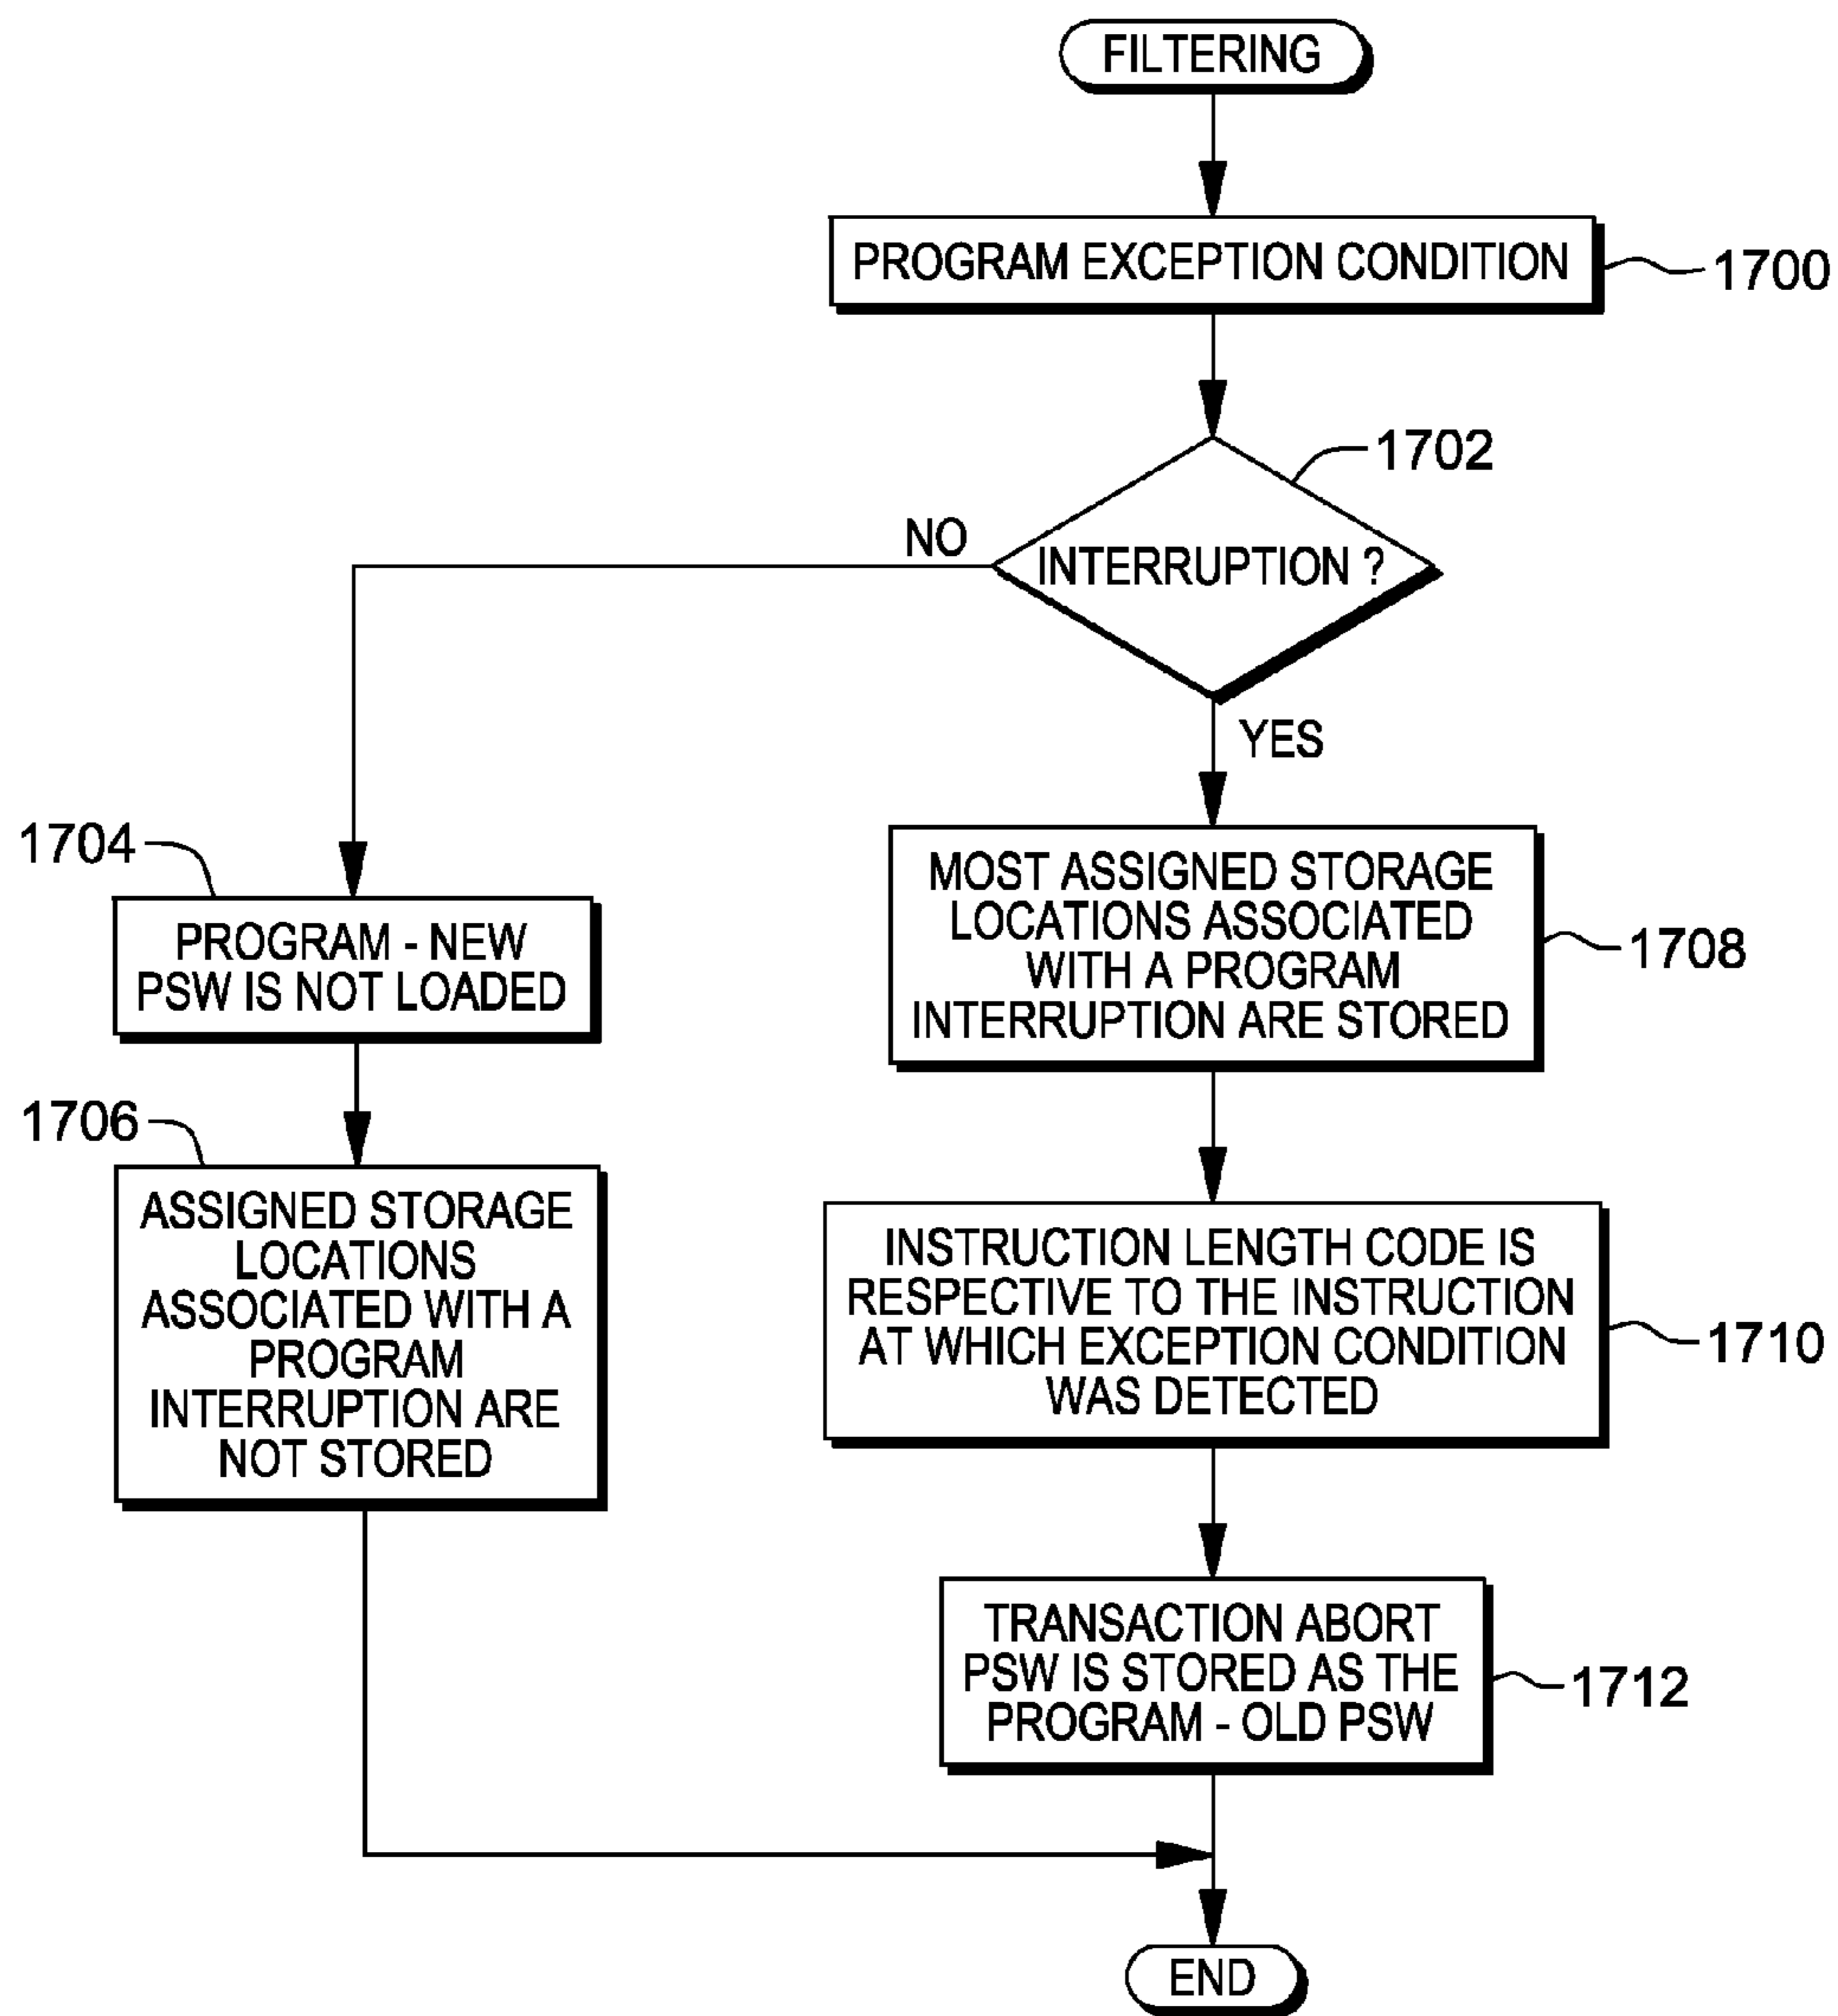 FILTERING
PROGRAM EXCEPTION CONDITION
1700
1702
INTERRUPTION ?
NO
YES
1704
PROGRAM - NEW
PSW IS NOT LOADED
1706
ASSIGNED STORAGE
LOCATIONS
ASSOCIATED WITH A
PROGRAM
INTERRUPTION ARE
NOT STORED
MOST ASSIGNED STORAGE
LOCATIONS ASSOCIATED
WITH A PROGRAM
INTERRUPTION ARE STORED
1708
INSTRUCTION LENGTH CODE IS
RESPECTIVE TO THE INSTRUCTION
AT WHICH EXCEPTION CONDITION
WAS DETECTED
1710
TRANSACTION ABORT
PSW IS STORED AS THE
PROGRAM - OLD PSW
1712
END